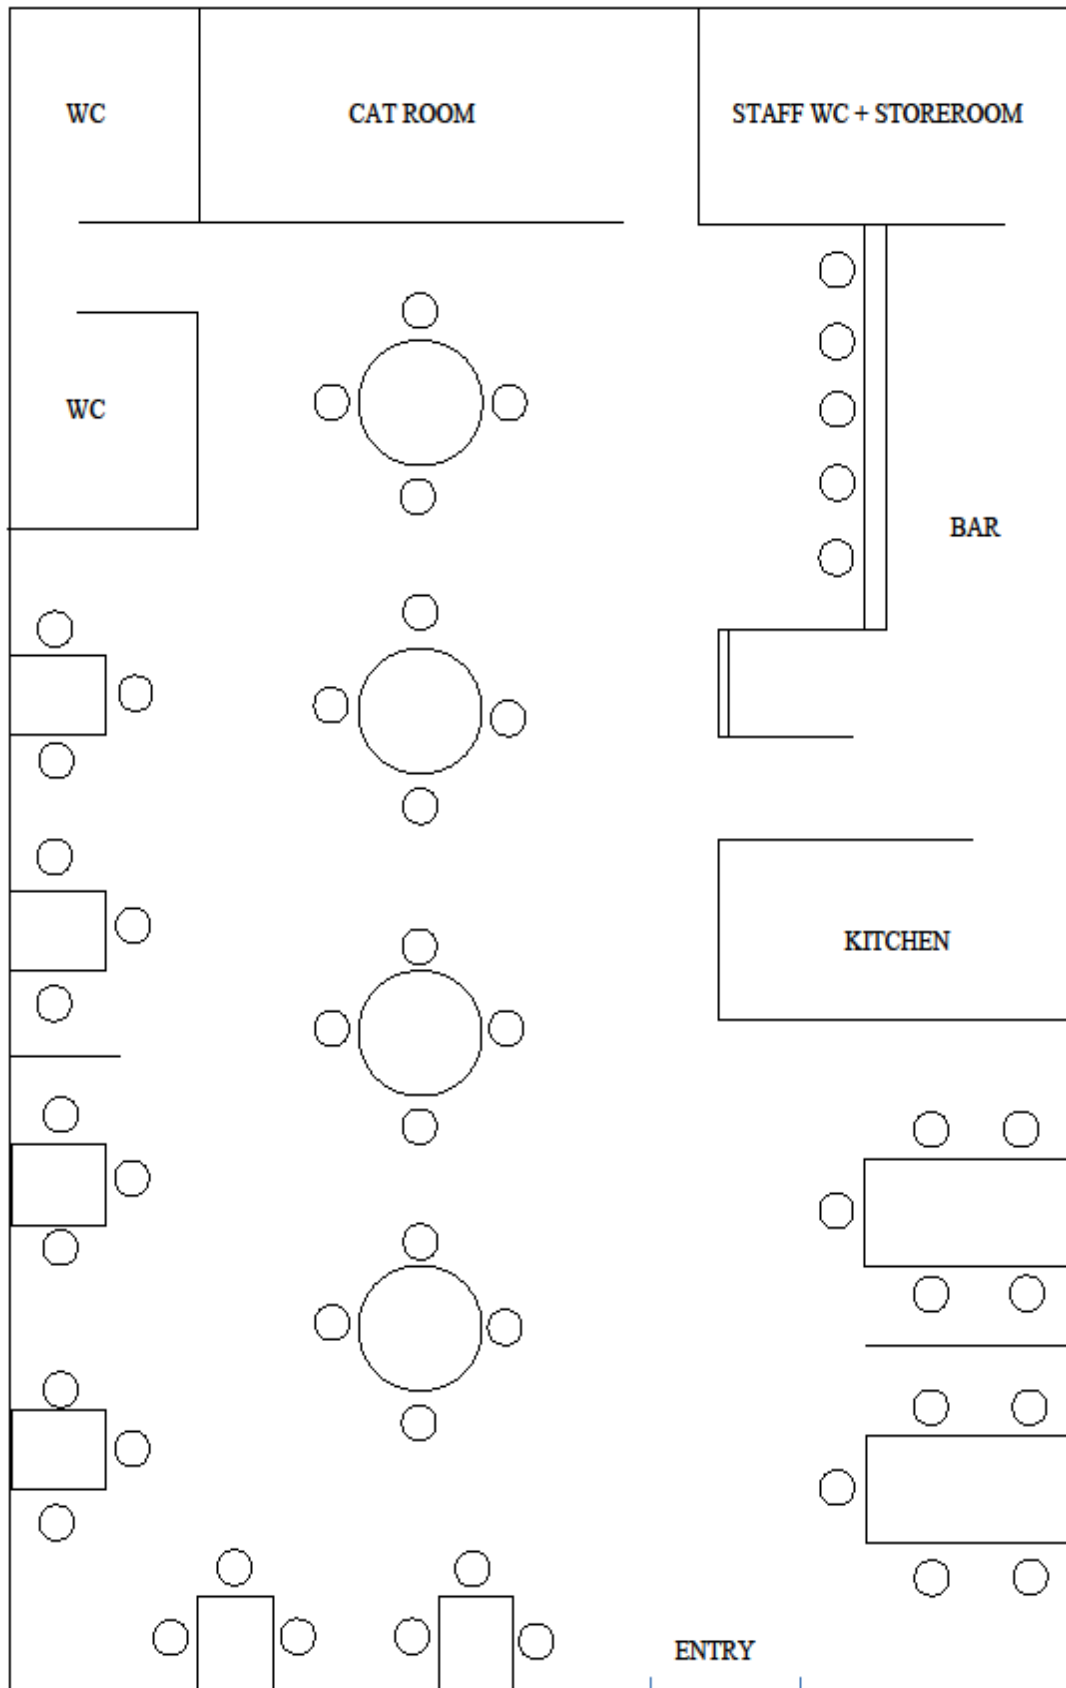 WC
CAT ROOM
STAFF WC + STOREROOM
WC
BAR
KITCHEN
ENTRY